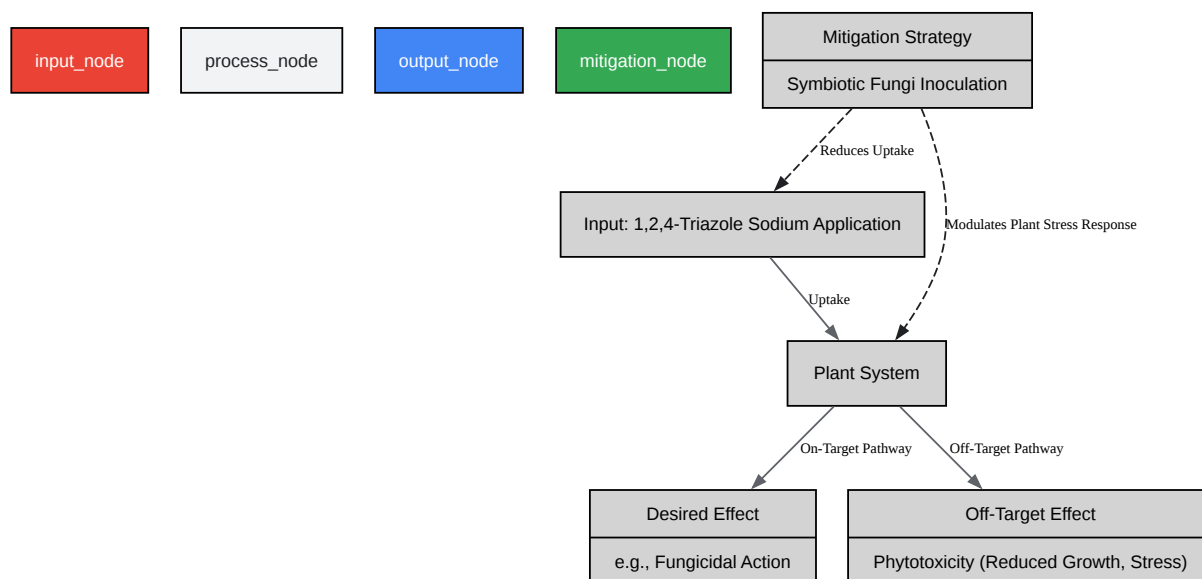 input_node
process_node
output_node
mitigation_node
Mitigation Strategy
Symbiotic Fungi Inoculation
Reduces Uptake
Input: 1,2,4-Triazole Sodium Application
Modulates Plant Stress Response
Uptake
Plant System
On-Target Pathway
Off-Target Pathway
Desired Effect
e.g., Fungicidal Action
Off-Target Effect
Phytotoxicity (Reduced Growth, Stress)